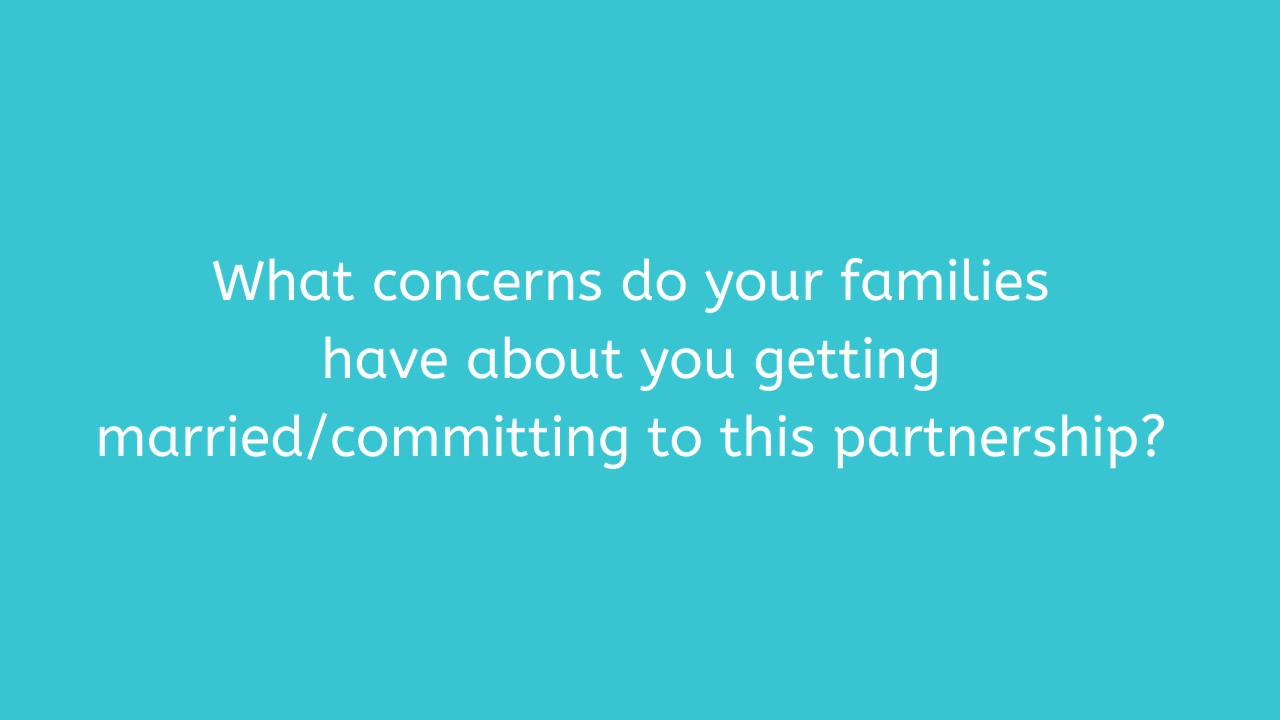 What concerns do your families
have about you getting
married/committing to this partnership?